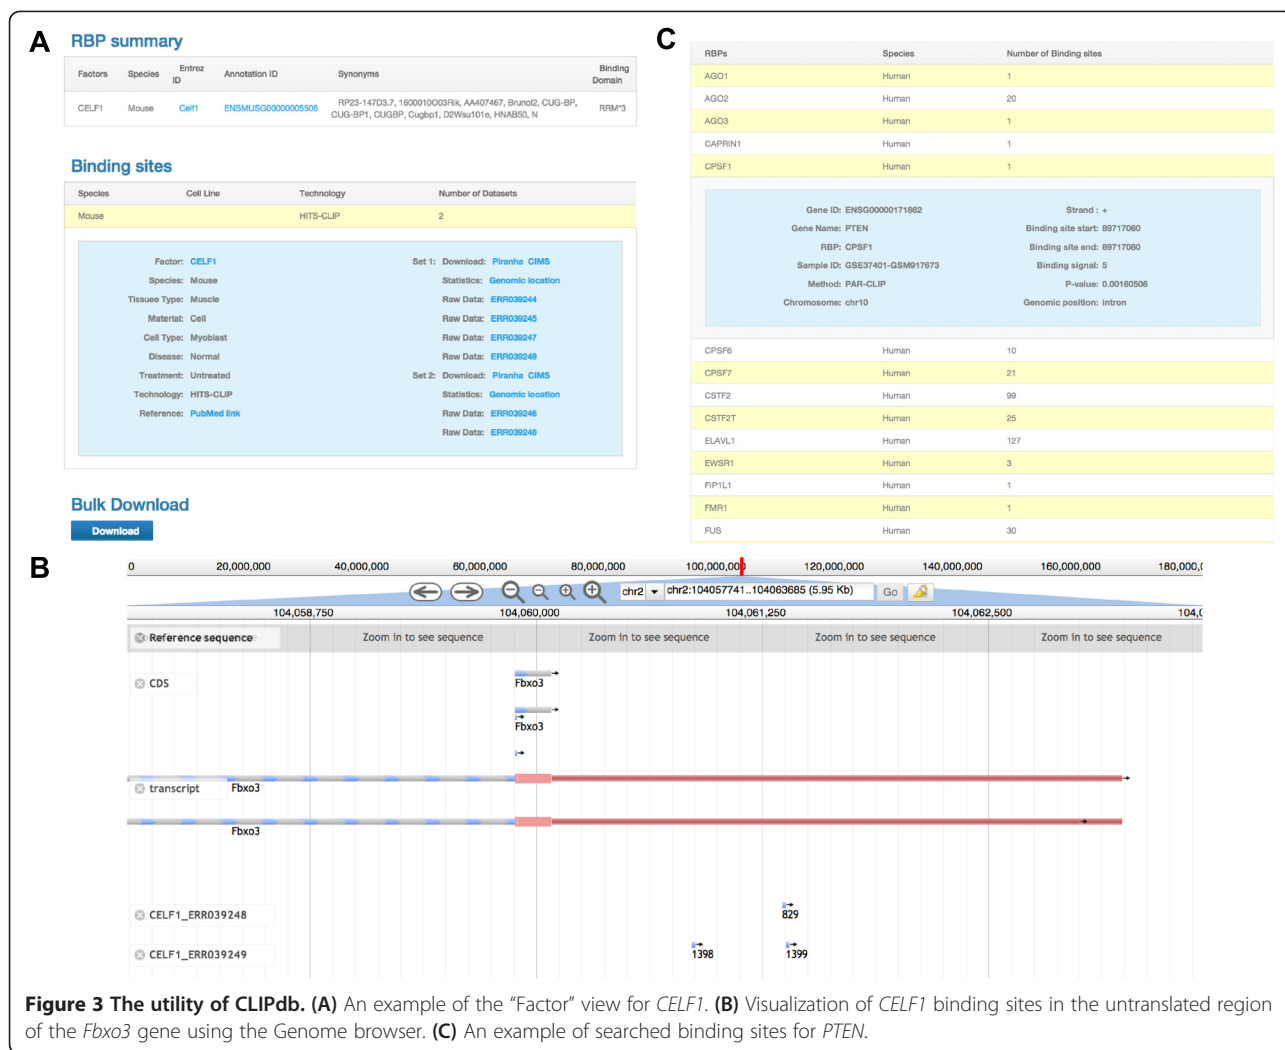 A
RBP summary
Factors Species Entrez ID Annotation ID Synonyms Binding Domain
CELF1 Mouse Celf1 ENSMUSG00000005506 RP23-147D3.7, 1600010O03Rik, AA407467, Brunol2, CUG-BP, CUG-BP1, CUGBP, Cugbp1, D2Wsu101e, HNAB50, N RRM*3
Binding sites
Species Cell Line Technology Number of Datasets
Mouse HITS-CLIP 2
Factor: CELF1
Species: Mouse
Tissuee Type: Muscle
Material: Cell
Cell Type: Myoblast
Disease: Normal
Treatment: Untreated
Technology: HITS-CLIP
Reference: PubMed link
Set 1: Download: Piranha CIMS
Statistics: Genomic location
Raw Data: ERR039244
Raw Data: ERR039245
Raw Data: ERR039247
Raw Data: ERR039249
Set 2: Download: Piranha CIMS
Statistics: Genomic location
Raw Data: ERR039246
Raw Data: ERR039248
Bulk Download
Download
C
RBPs Species Number of Binding sites
AGO1 Human 1
AGO2 Human 20
AGO3 Human 1
CAPRIN1 Human 1
CPSF1 Human 1
Gene ID: ENSG00000171862
Gene Name: PTEN
RBP: CPSF1
Sample ID: GSE37401-GSM917673
Method: PAR-CLIP
Chromosome: chr10
Strand : +
Binding site start: 89717060
Binding site end: 89717080
Binding signal: 5
P-value: 0.00160506
Genomic position: intron
CPSF6 Human 10
CPSF7 Human 21
CSTF2 Human 99
CSTF2T Human 25
ELAVL1 Human 127
EWSR1 Human 3
FIP1L1 Human 1
FMR1 Human 1
FUS Human 30
B
0 20,000,000 40,000,000 60,000,000 80,000,000 100,000,000 120,000,000 140,000,000 160,000,000 180,000,0
chr2 chr2:104057741..104063685 (5.95 Kb) Go
104,058,750 104,060,000 104,061,250 104,062,500 104,0
Reference sequence Zoom in to see sequence Zoom in to see sequence Zoom in to see sequence Zoom in to see sequence
CDS
Fbxo3
Fbxo3
transcript Fbxo3
Fbxo3
CELF1_ERR039248 829
CELF1_ERR039249 1398 1399
Figure 3 The utility of CLIPdb. (A) An example of the “Factor” view for CELF1. (B) Visualization of CELF1 binding sites in the untranslated region
of the Fbxo3 gene using the Genome browser. (C) An example of searched binding sites for PTEN.